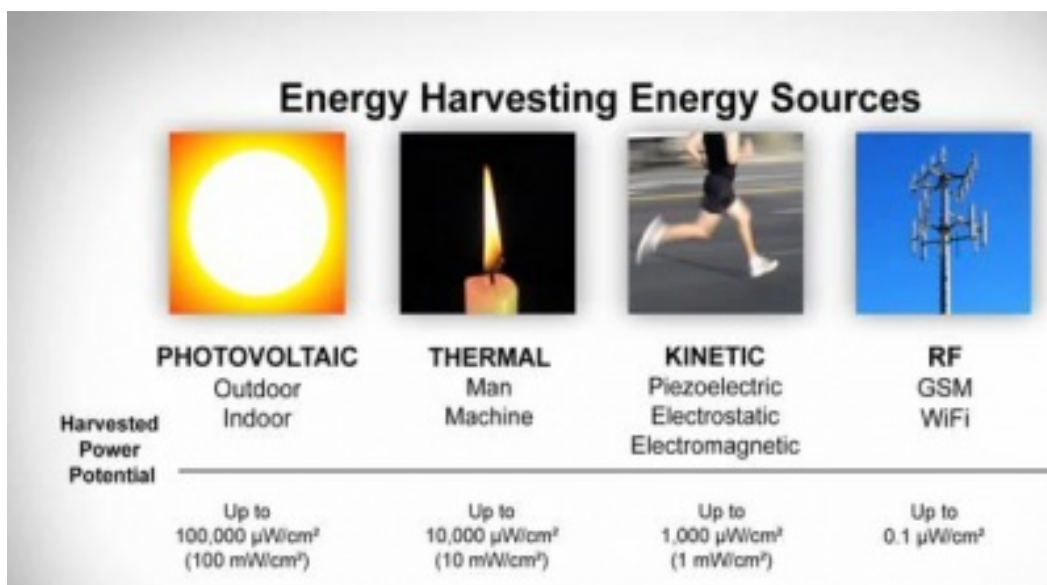 Energy Harvesting Energy Sources
PHOTOVOLTAIC
Outdoor
Indoor
THERMAL
Man
Machine
KINETIC
Piezoelectric
Electrostatic
Electromagnetic
RF
GSM
WiFi
Harvested
Power
Potential
Up to
100,000 µW/cm²
(100 mW/cm²)
Up to
10,000 µW/cm²
(10 mW/cm²)
Up to
1,000 µW/cm²
(1 mW/cm²)
Up to
0.1 µW/cm²